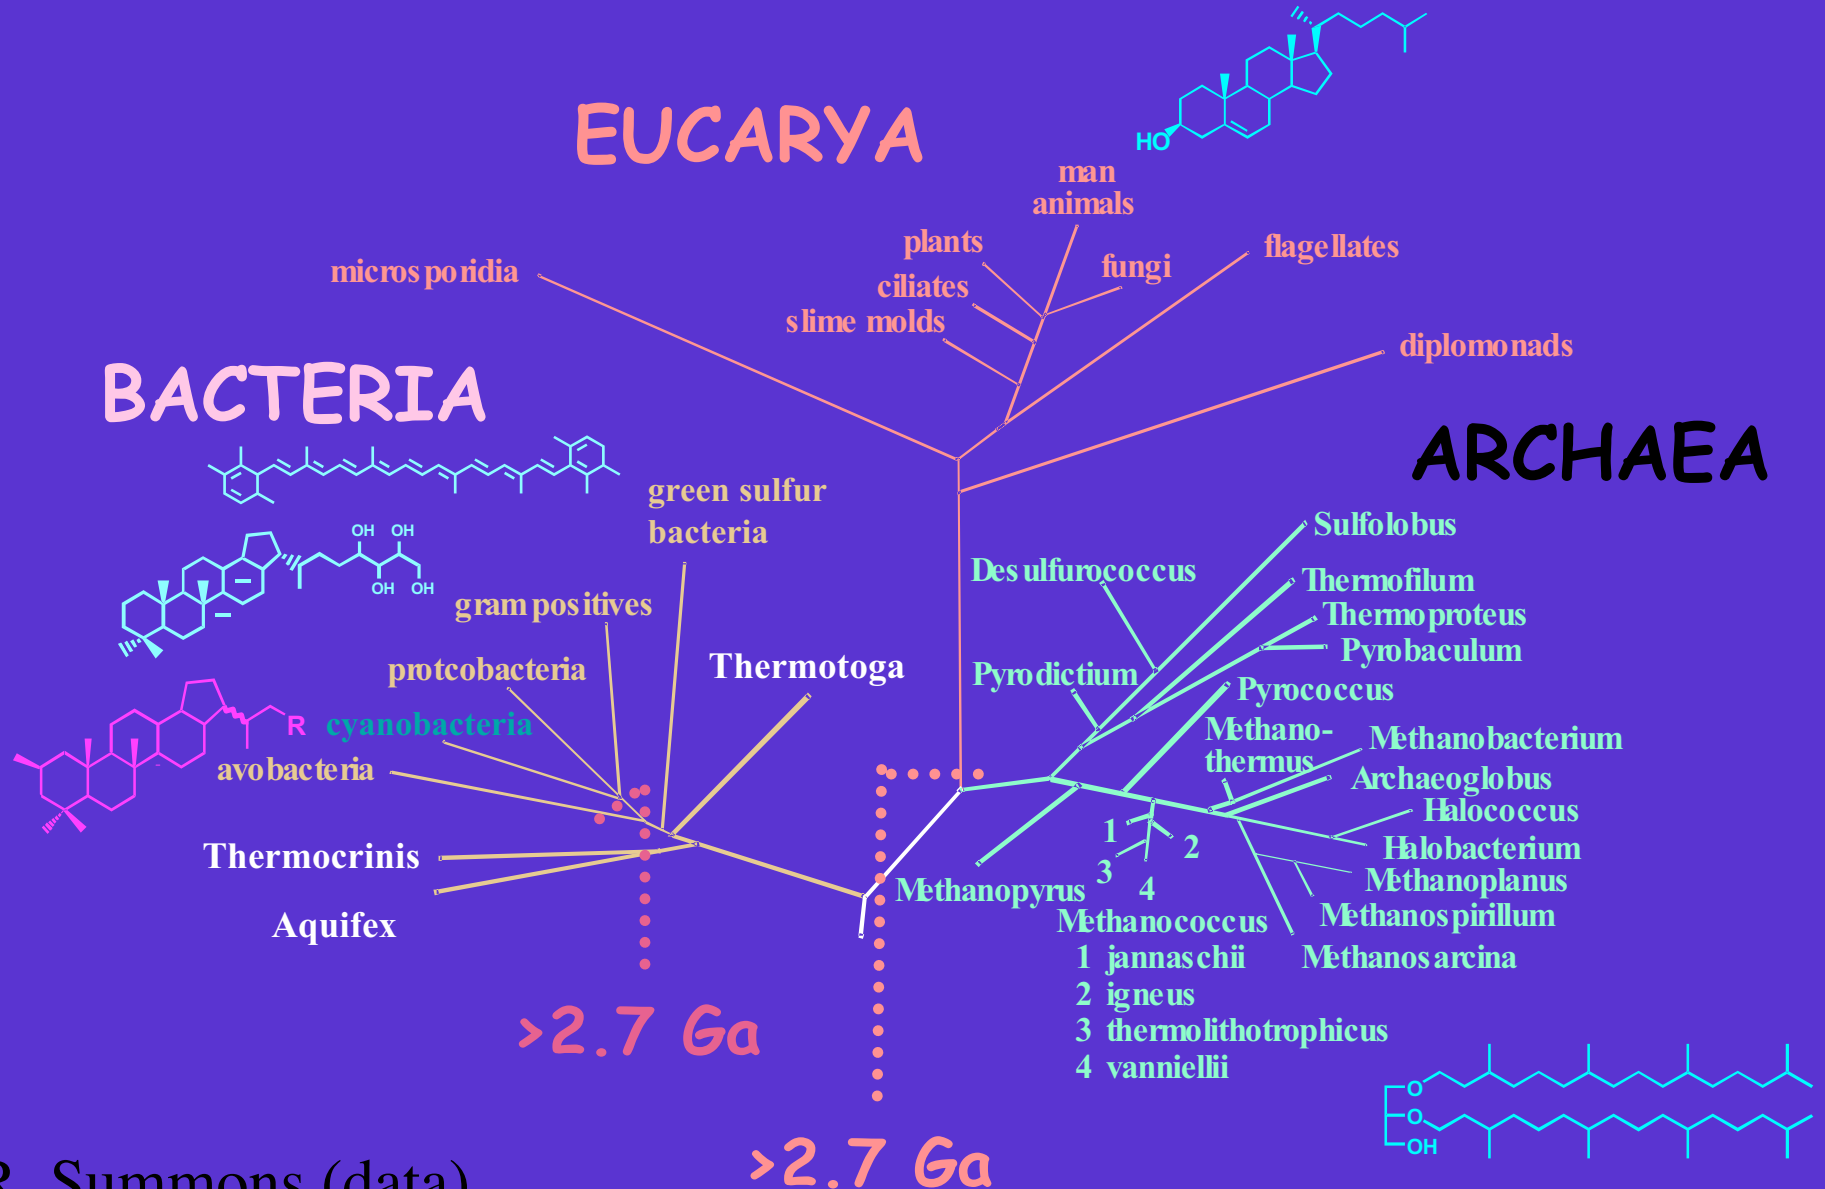 EUCARYA
HO
man
animals
plants
flagellates
fungi
microsporidia
ciliates
slime molds
diplomonads
BACTERIA
ARCHAEA
green sulfur
bacteria
OH OH
OH OH
Sulfolobus
Desulfurococcus
Thermofilum
gram positives
Thermoproteus
Pyrobaculum
protcobacteria
Thermotoga
Pyrodictium
Pyrococcus
R
cyanobacteria
Methano-
thermus
Methanobacterium
avobacteria
Archaeoglobus
Halococcus
1
2
Halobacterium
Thermocrinis
3
4
Methanopyrus
Methanoplanus
Aquifex
Methanococcus
Methanospirillum
1 jannaschii
Methanosarcina
2 igneus
>2.7 Ga
3 thermolithotrophicus
4 vanniellii
O
O
OH
>2.7 Ga
R. Summons (data)